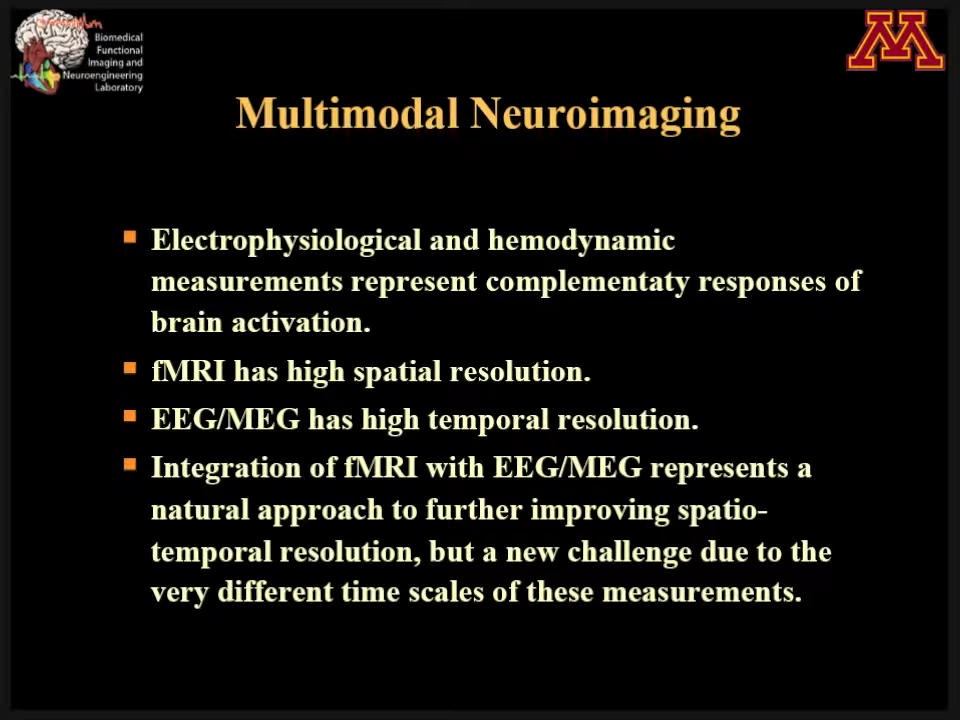 Biomedical
Functional
Imaging and
Neuroengineering
Laboratory
M
Multimodal Neuroimaging
Electrophysiological and hemodynamic
measurements represent complementaty responses of
brain activation.
fMRI has high spatial resolution.
EEG/MEG has high temporal resolution.
Integration of fMRI with EEG/MEG represents a
natural approach to further improving spatio-
temporal resolution, but a new challenge due to the
very different time scales of these measurements.